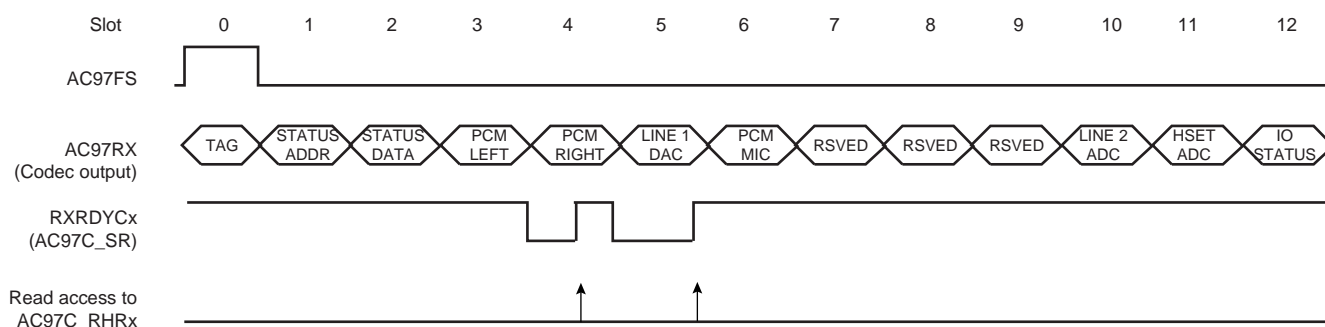 Slot 0 1 2 3 4 5 6 7 8 9 10 11 12
AC97FS
AC97RX
(Codec output)
TAG
STATUS
ADDR
STATUS
DATA
PCM
LEFT
PCM
RIGHT
LINE 1
DAC
PCM
MIC
RSVED
RSVED
RSVED
LINE 2
ADC
HSET
ADC
IO
STATUS
RXRDYCx
(AC97C_SR)
Read access to
AC97C_RHRx